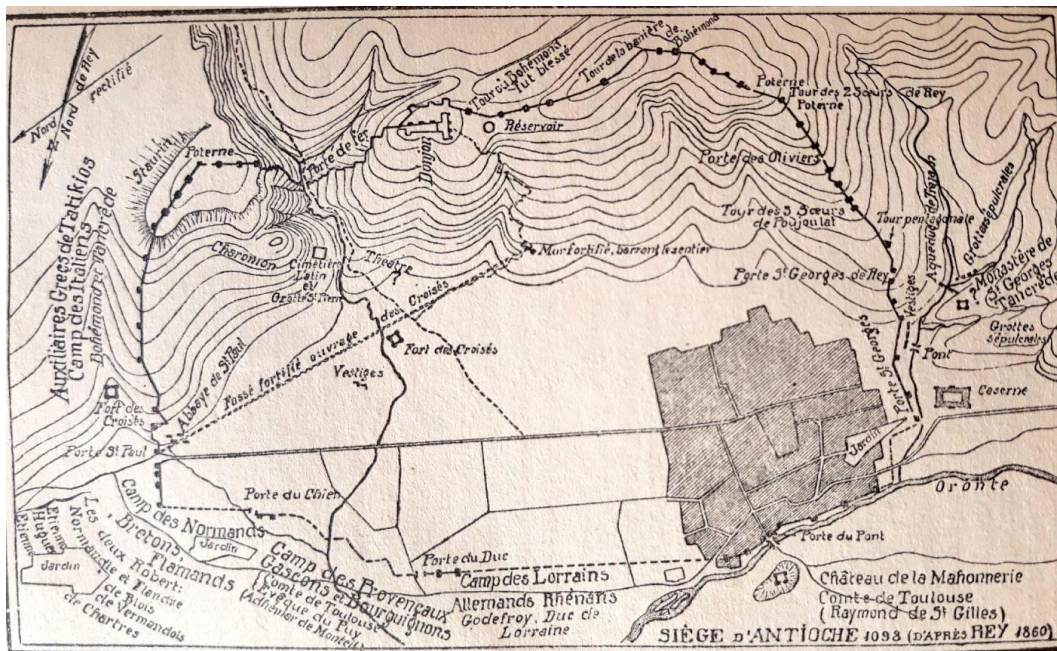 Nord de Rey
Nord rectifié
Staurin
Poterne
Porte de Fer
Donjon
Réservoir
Tour où Bohémond
fut blessé
Tour de la bannière de
Bohémond
Poterne
Tour des 2 Sœurs de Rey
Poterne
Porte des Oliviers
Tour des 3 Sœurs
de Poujoulat
Tour pentagonale
Porte St Georges de Rey
Aqueduc de
Grottes sépulcrales
? Monastère de
St Georges
Tancrède
Grottes
sépulcrales
Vestiges
Pont
Porte St Georges
Caserne
Jardin
Oronte
Auxiliaires Grecs de Tatikios
Camp des Italiens
Bohémond et Tancrède
Charonion
Cimetière
Latin et
Grotte St Pierre
Théatre
Mur fortifié, barrant le sentier
Fossé fortifié ouvrage des Croisés
Fort des Croisés
Vestiges
Abbaye de St Paul
Fort des
Croisés
Porte St Paul
Porte du Chien
Camp des Normands
Bretons,
Flamands
Jardin
Les deux Robert:
Normandie et Flandre
Etienne de Blois
Hugues de Vermandois
Etienne de Chartres
Jardin
Camp des Provençaux
Gascons et Bourguignons
Comte de Toulouse
Evêque du Puy
(Adhémar de Monteil)
Porte du Duc
Camp des Lorrains
Allemands Rhénans
Godefroy, Duc de
Lorraine
Porte du Pont
Château de la Mahonnerie
Comte de Toulouse
(Raymond de St Gilles)
SIÈGE D'ANTIOCHE 1098 (D'APRÈS REY 1860)